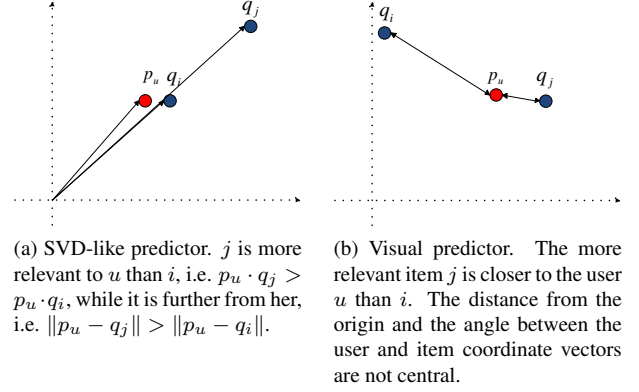 q_j
p_u q_i
(a) SVD-like predictor. j is more
relevant to u than i, i.e. p_u · q_j >
p_u · q_i, while it is further from her,
i.e. ‖p_u − q_j‖ > ‖p_u − q_i‖.
q_i
p_u q_j
(b) Visual predictor. The more
relevant item j is closer to the user
u than i. The distance from the
origin and the angle between the
user and item coordinate vectors
are not central.